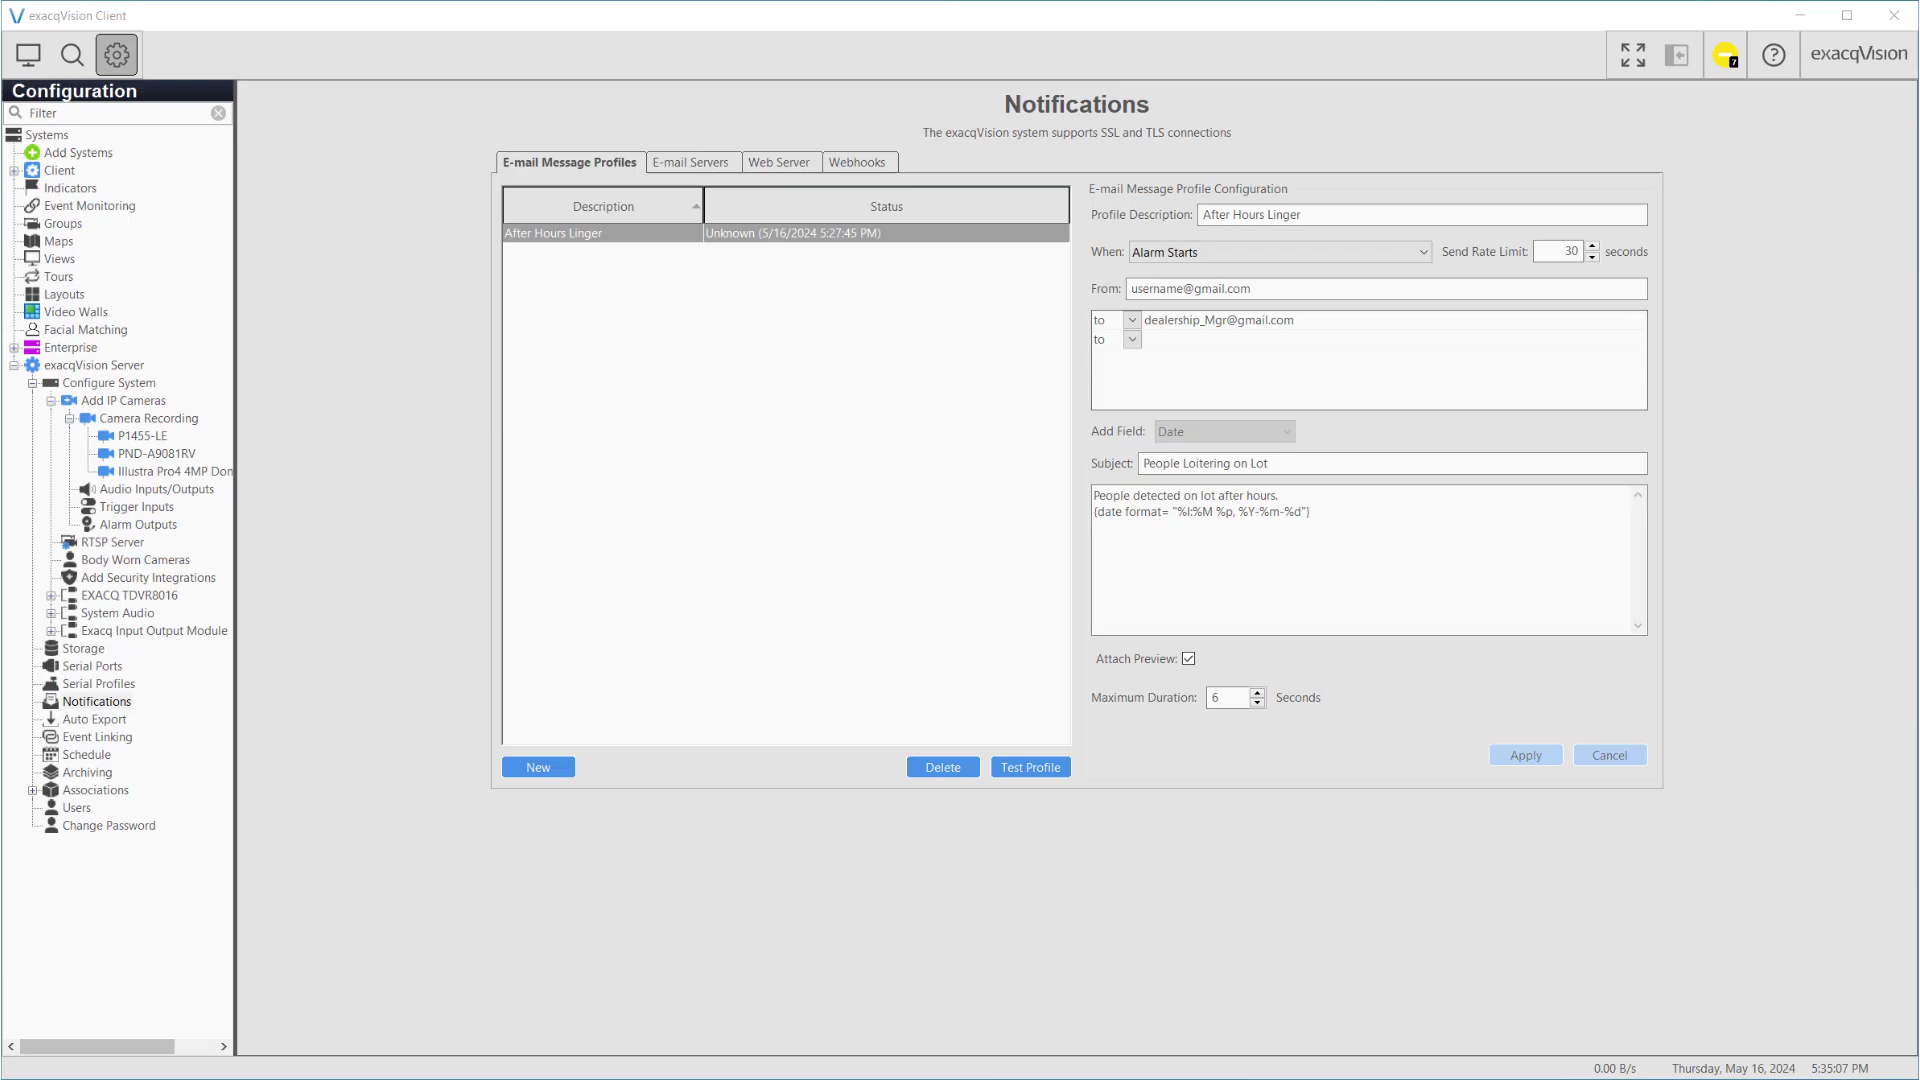 exacqVision Client
7
exacqVision
Configuration
Filter
Systems
Add Systems
Client
Indicators
Event Monitoring
Groups
Maps
Views
Tours
Layouts
Video Walls
Facial Matching
Enterprise
exacqVision Server
Configure System
Add IP Cameras
Camera Recording
P1455-LE
PND-A9081RV
Illustra Pro4 4MP Don
Audio Inputs/Outputs
Trigger Inputs
Alarm Outputs
RTSP Server
Body Worn Cameras
Add Security Integrations
EXACQ TDVR8016
System Audio
Exacq Input Output Module
Storage
Serial Ports
Serial Profiles
Notifications
Auto Export
Event Linking
Schedule
Archiving
Associations
Users
Change Password
Notifications
The exacqVision system supports SSL and TLS connections
E-mail Message Profiles E-mail Servers Web Server Webhooks
Description Status
After Hours Linger Unknown (5/16/2024 5:27:45 PM)
New Delete Test Profile
E-mail Message Profile Configuration
Profile Description: After Hours Linger
When: Alarm Starts Send Rate Limit: 30 seconds
From: username@gmail.com
to dealership_Mgr@gmail.com
to
Add Field: Date
Subject: People Loitering on Lot
People detected on lot after hours.
{date format= "%I:%M %p, %Y-%m-%d"}
Attach Preview:
Maximum Duration: 6 Seconds
Apply Cancel
0.00 B/s Thursday, May 16, 2024 5:35:07 PM